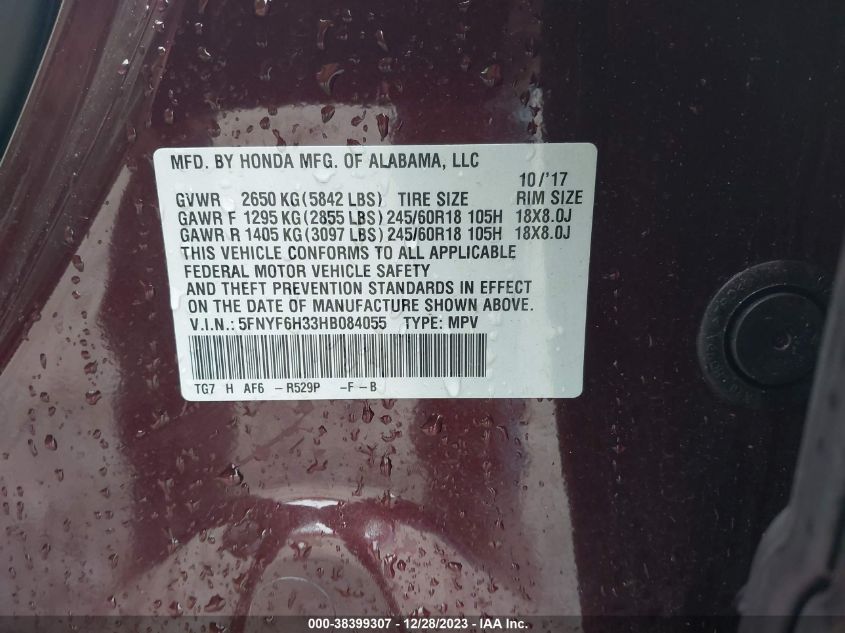 MFD. BY HONDA MFG. OF ALABAMA, LLC
10/'17
GVWR 2650 KG(5842 LBS) TIRE SIZE RIM SIZE
GAWR F 1295 KG(2855 LBS)245/60R18 105H 18X8.0J
GAWR R 1405 KG(3097 LBS)245/60R18 105H 18X8.0J
THIS VEHICLE CONFORMS TO ALL APPLICABLE
FEDERAL MOTOR VEHICLE SAFETY
AND THEFT PREVENTION STANDARDS IN EFFECT
ON THE DATE OF MANUFACTURE SHOWN ABOVE.
V.I.N.: 5FNYF6H33HB084055 TYPE: MPV
TG7 H AF6 -R529P -F-B
000-38399307 - 12/28/2023 - IAA Inc.